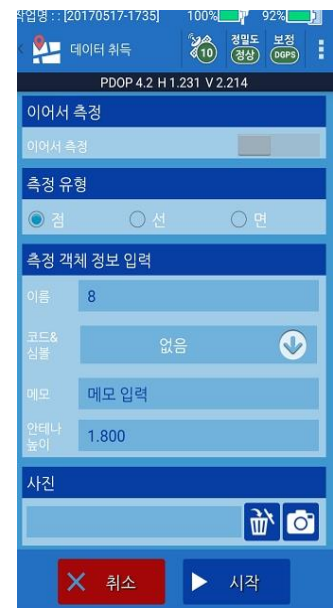 작업명 : : [20170517-1735] 100% 92%
데이터 취득 10 정밀도 정상 보정 DGPS
PDOP 4.2 H 1.231 V 2.214
이어서 측정
이어서 측정
측정 유형
점 선 면
측정 객체 정보 입력
이름 8
코드&
심볼 없음
메모 메모 입력
안테나
높이 1.800
사진
취소 시작